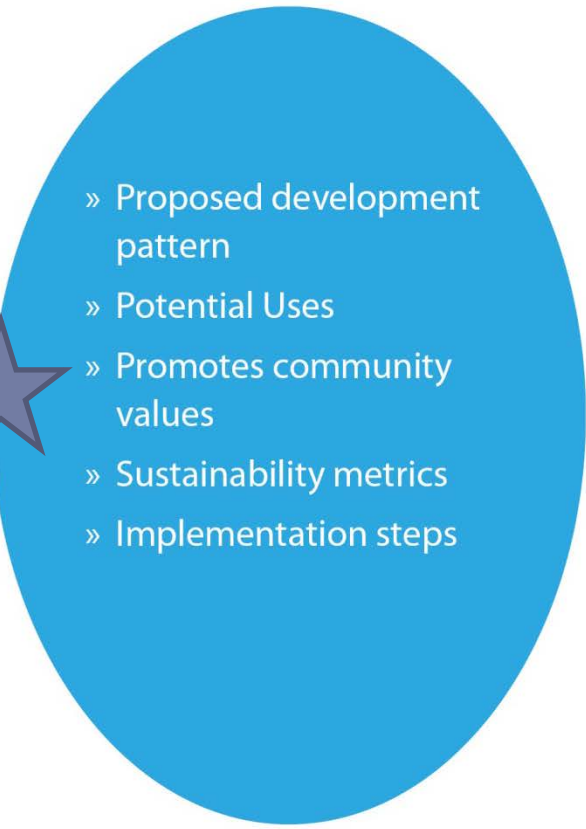 » Proposed development
pattern
» Potential Uses
» Promotes community
values
» Sustainability metrics
» Implementation steps